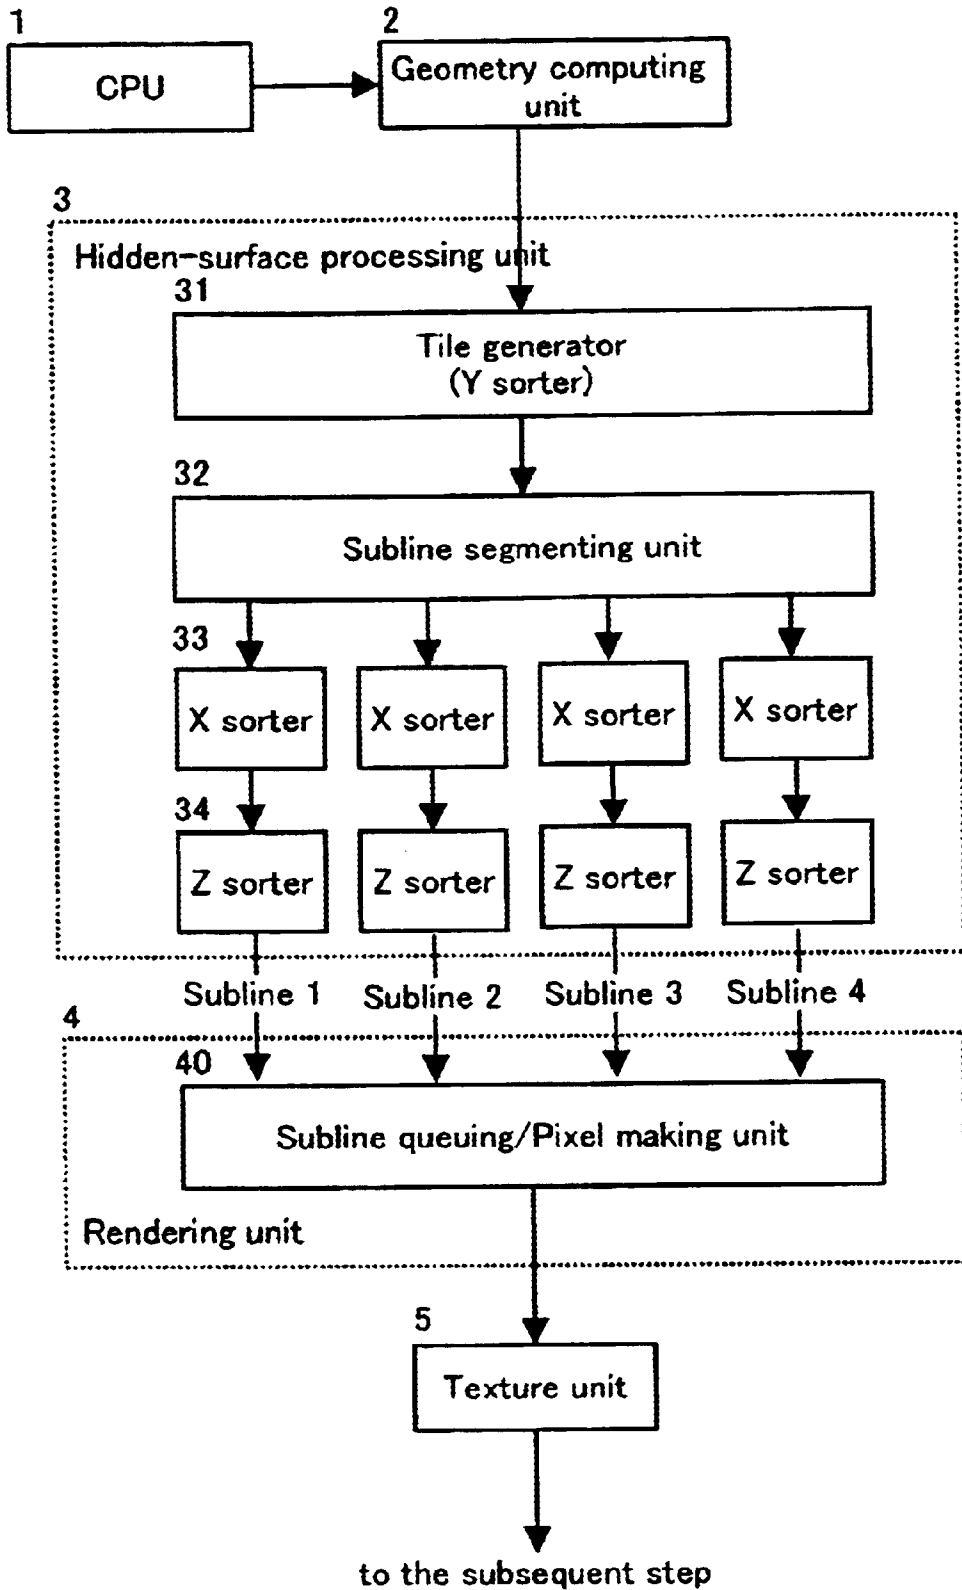 1
2
CPU
Geometry computing
unit
3
Hidden-surface processing unit
31
Tile generator
(Y sorter)
32
Subline segmenting unit
33
X sorter
X sorter
X sorter
X sorter
34
Z sorter
Z sorter
Z sorter
Z sorter
Subline 1
Subline 2
Subline 3
Subline 4
4
40
Subline queuing/Pixel making unit
Rendering unit
5
Texture unit
to the subsequent step